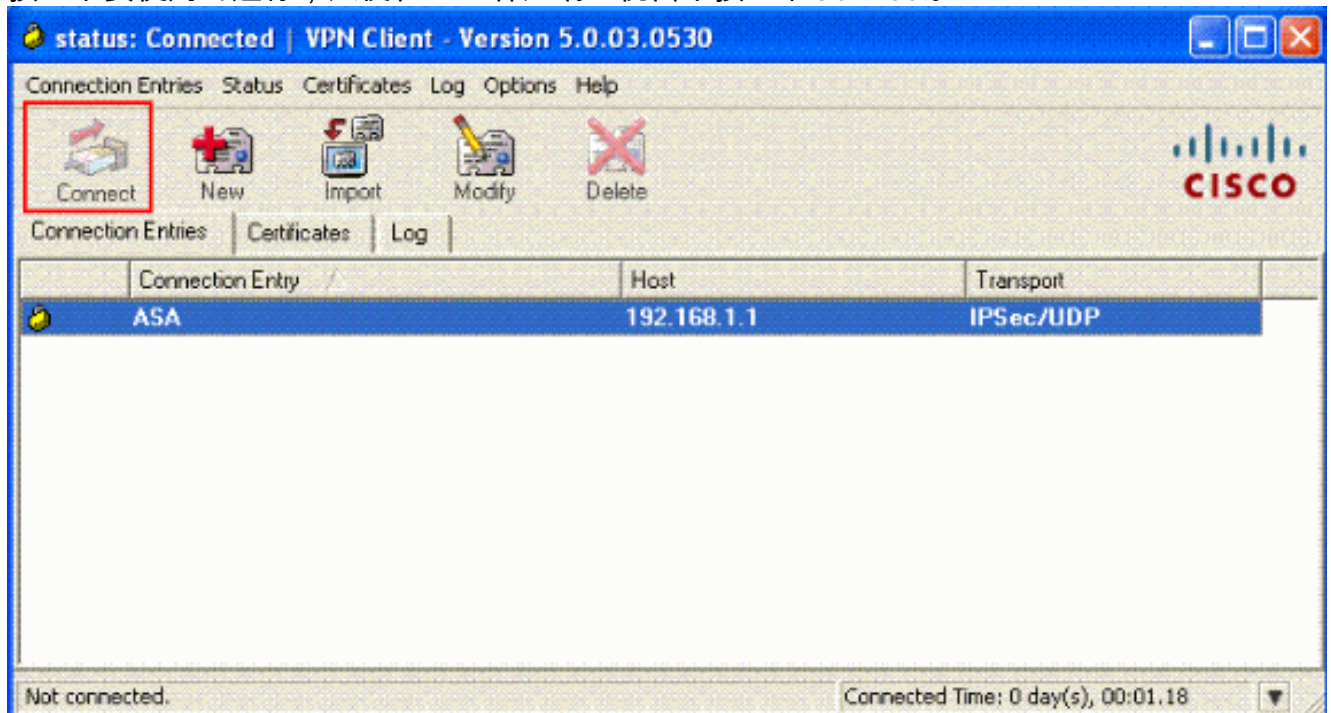 status: Connected | VPN Client - Version 5.0.03.0530
Connection Entries Status Certificates Log Options Help
Connect New Import Modify Delete
CISCO
Connection Entries Certificates Log
Connection Entry Host Transport
ASA 192.168.1.1 IPSec/UDP
Not connected. Connected Time: 0 day(s), 00:01.18